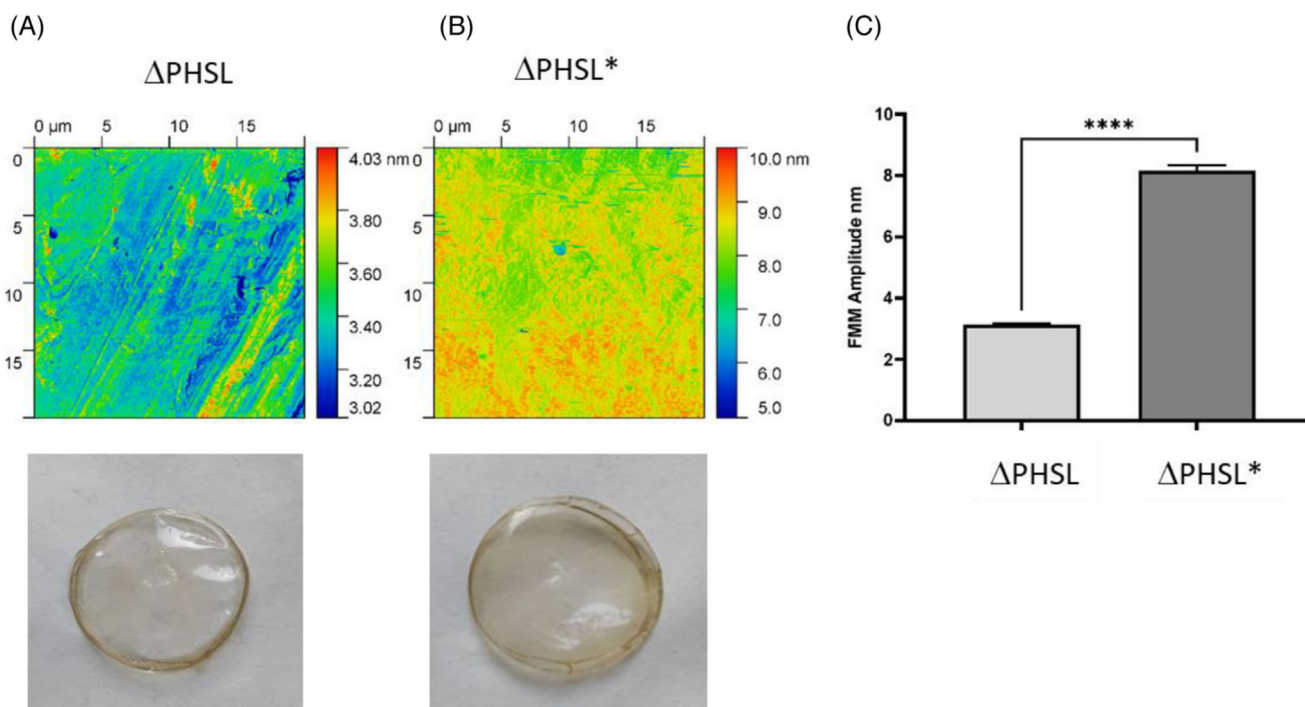 (A)
ΔPHSL
0 μm 5 10 15
0
5
10
15
4.03 nm
3.80
3.60
3.40
3.20
3.02
(B)
ΔPHSL*
0 μm 5 10 15
0
5
10
15
10.0 nm
9.0
8.0
7.0
6.0
5.0
(C)
FMM Amplitude nm
10
8
6
4
2
0
****
ΔPHSL ΔPHSL*